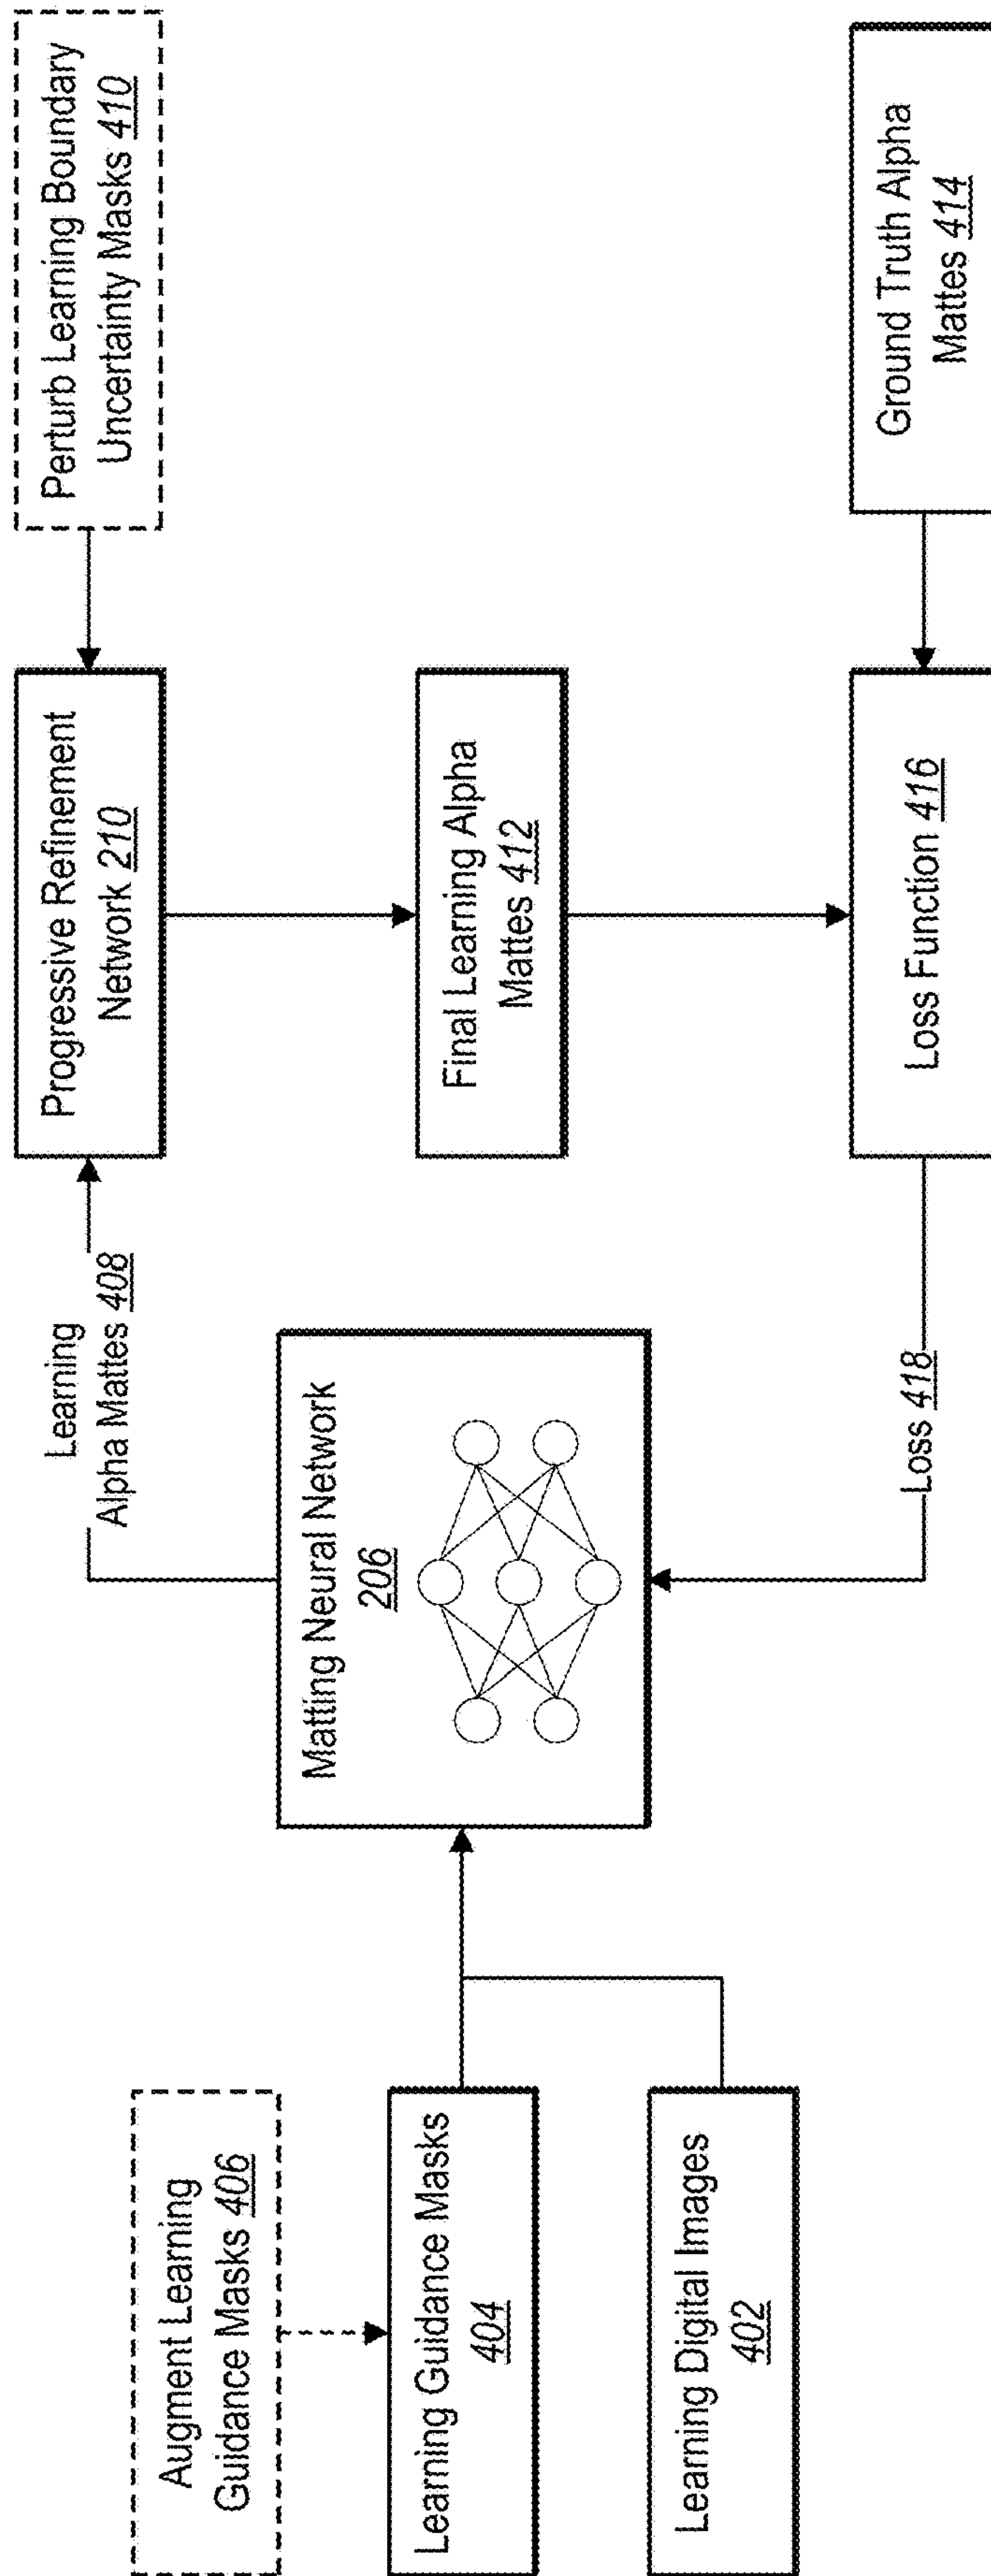 Augment Learning
Guidance Masks 406
Learning Guidance Masks
404
Learning Digital Images
402
Matting Neural Network
206
Learning
Alpha Mattes 408
Progressive Refinement
Network 210
Perturb Learning Boundary
Uncertainty Masks 410
Final Learning Alpha
Mattes 412
Loss 418
Loss Function 416
Ground Truth Alpha
Mattes 414